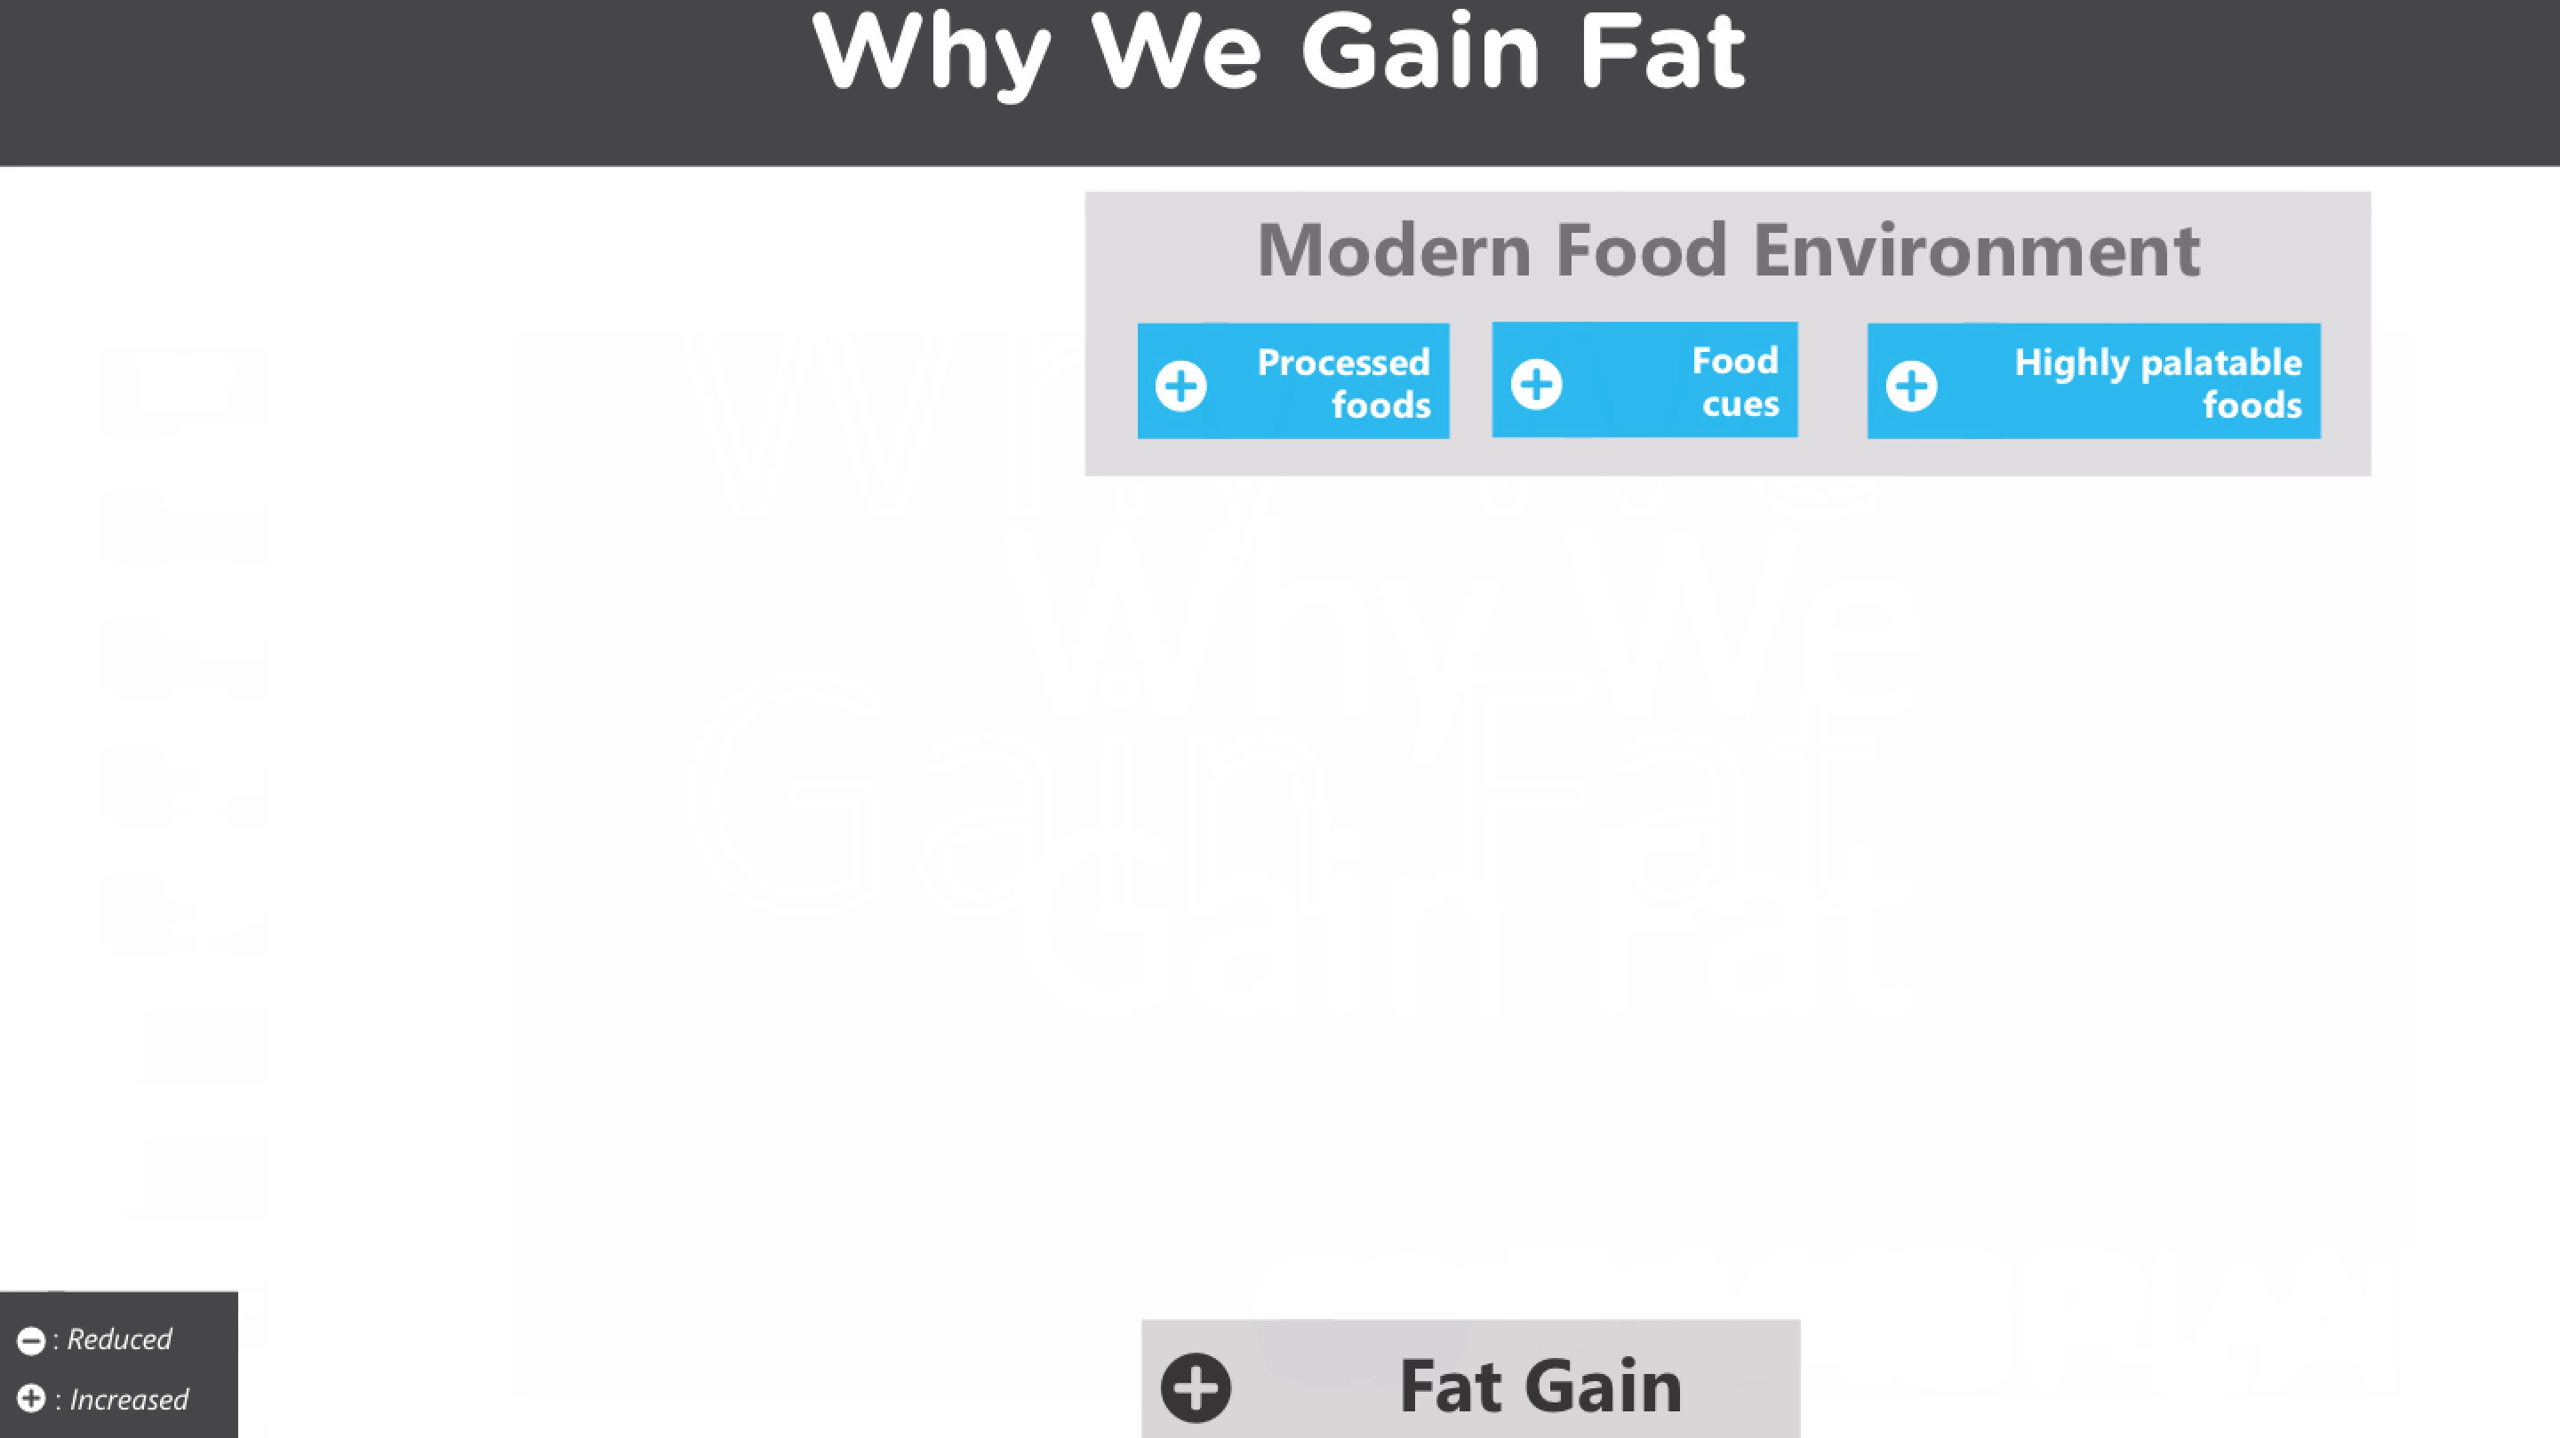 Why We Gain Fat
Modern Food Environment
Processed
foods
Food
cues
Highly palatable
foods
: Reduced
: Increased
Fat Gain